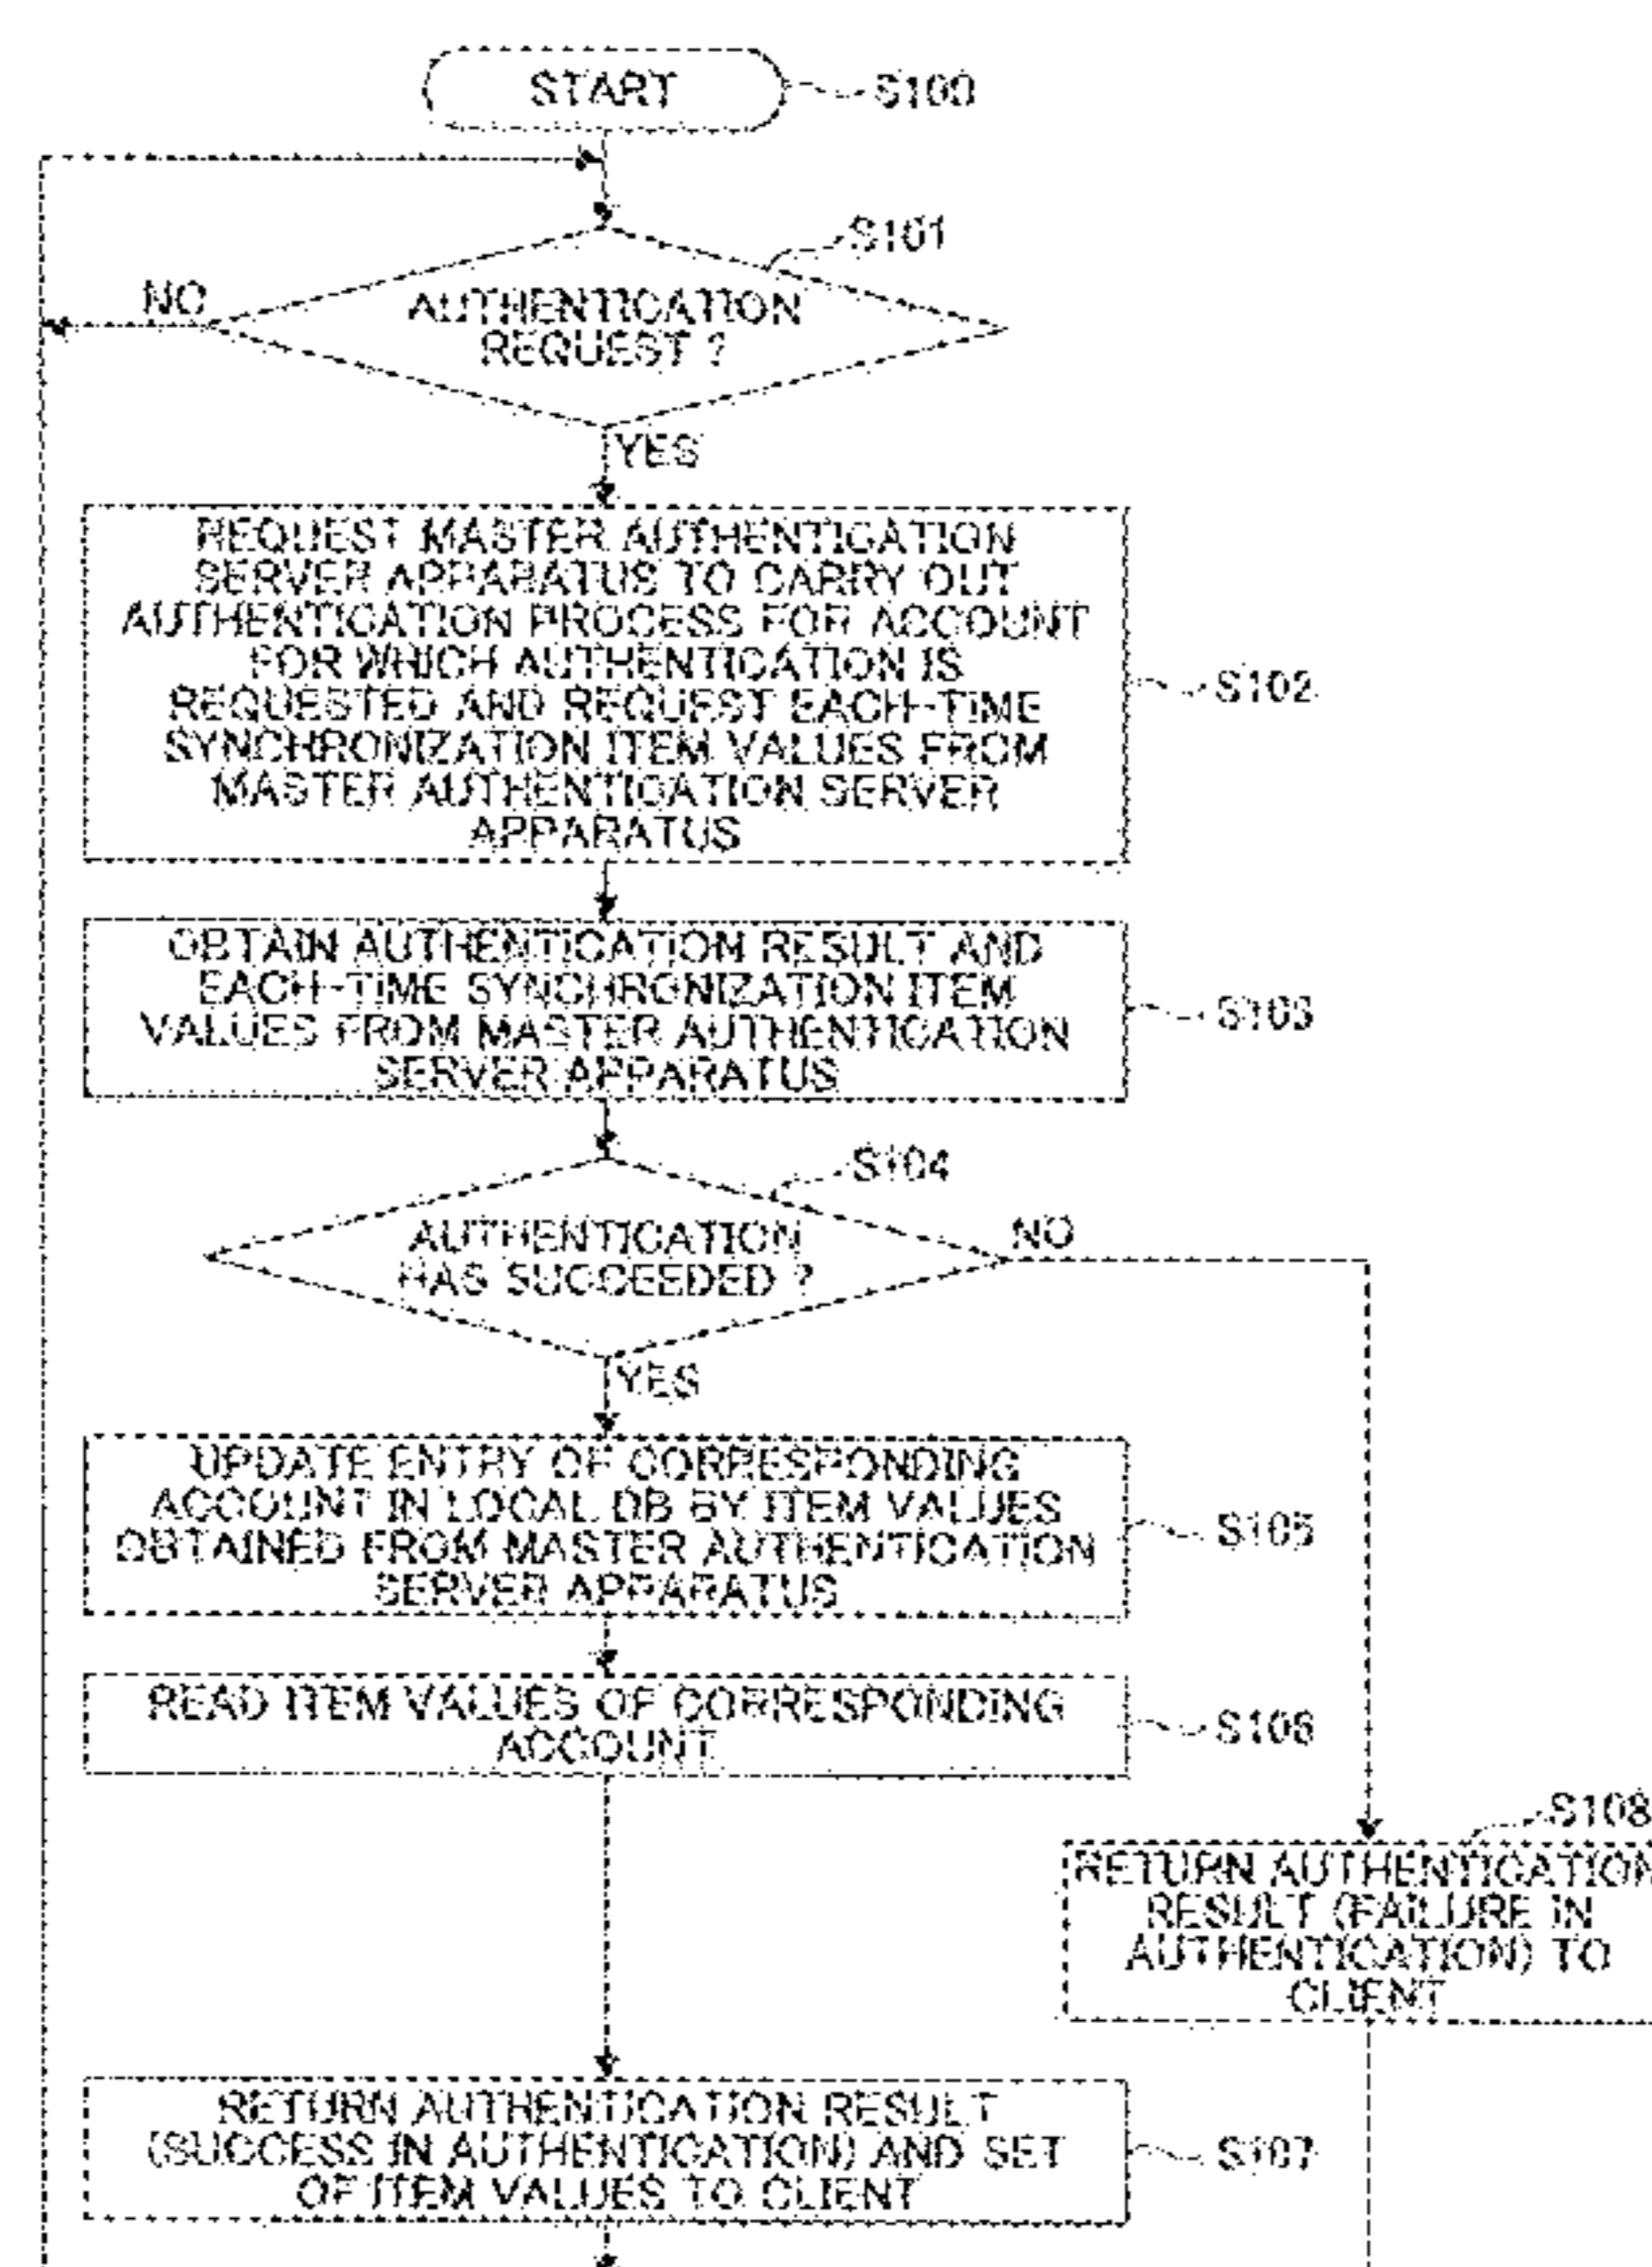 START
S100
S101
NO
AUTHENTICATION
REQUEST ?
YES
REQUEST MASTER AUTHENTICATION
SERVER APPARATUS TO CARRY OUT
AUTHENTICATION PROCESS FOR ACCOUNT
FOR WHICH AUTHENTICATION IS
REQUESTED AND REQUEST EACH-TIME
SYNCHRONIZATION ITEM VALUES FROM
MASTER AUTHENTICATION SERVER
APPARATUS
S102
OBTAIN AUTHENTICATION RESULT AND
EACH-TIME SYNCHRONIZATION ITEM
VALUES FROM MASTER AUTHENTICATION
SERVER APPARATUS
S103
S104
AUTHENTICATION
HAS SUCCEEDED ?
NO
YES
UPDATE ENTRY OF CORRESPONDING
ACCOUNT IN LOCAL DB BY ITEM VALUES
OBTAINED FROM MASTER AUTHENTICATION
SERVER APPARATUS
S105
READ ITEM VALUES OF CORRESPONDING
ACCOUNT
S106
S108
RETURN AUTHENTICATION
RESULT (FAILURE IN
AUTHENTICATION) TO
CLIENT
RETURN AUTHENTICATION RESULT
(SUCCESS IN AUTHENTICATION) AND SET
OF ITEM VALUES TO CLIENT
S107